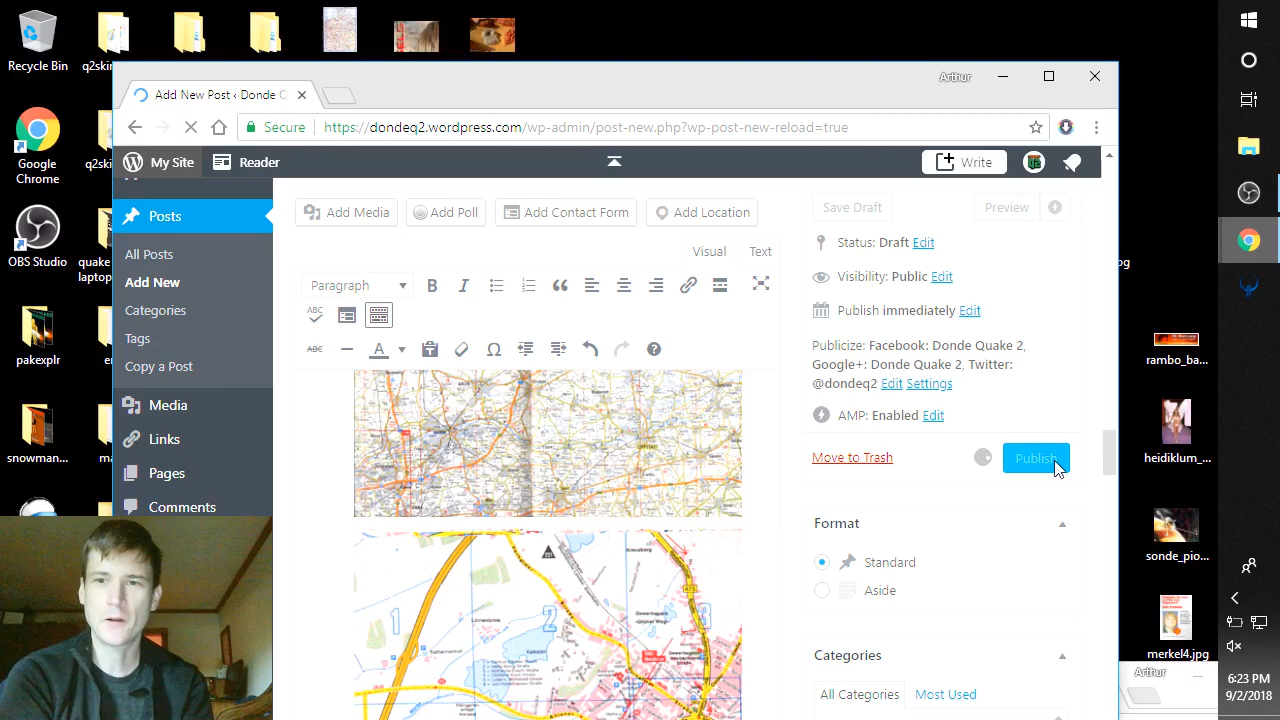 Recycle Bin
q2ski
Google
Chrome
q2ski
OBS Studio
quake
laptop
pakexplr
snowman...
Arthur
Add New Post ‹ Donde Q
Secure
https://dondeq2.wordpress.com/wp-admin/post-new.php?wp-post-new-reload=true
My Site
Reader
Write
Posts
All Posts
Add New
Categories
Tags
Copy a Post
Media
Links
Pages
Comments
Add Media
Add Poll
Add Contact Form
Add Location
Visual
Text
Paragraph
B
I
ABC
ABC
A
Save Draft
Preview
Status: Draft Edit
Visibility: Public Edit
Publish immediately Edit
Publicize: Facebook: Donde Quake 2,
Google+: Donde Quake 2, Twitter:
@dondeq2 Edit Settings
AMP: Enabled Edit
Move to Trash
Publish
Format
Standard
Aside
Categories
All Categories
Most Used
pg
rambo_ba...
heidiklum_...
sonde_pio...
merkel4.jpg
Arthur
6:23 PM
9/2/2018